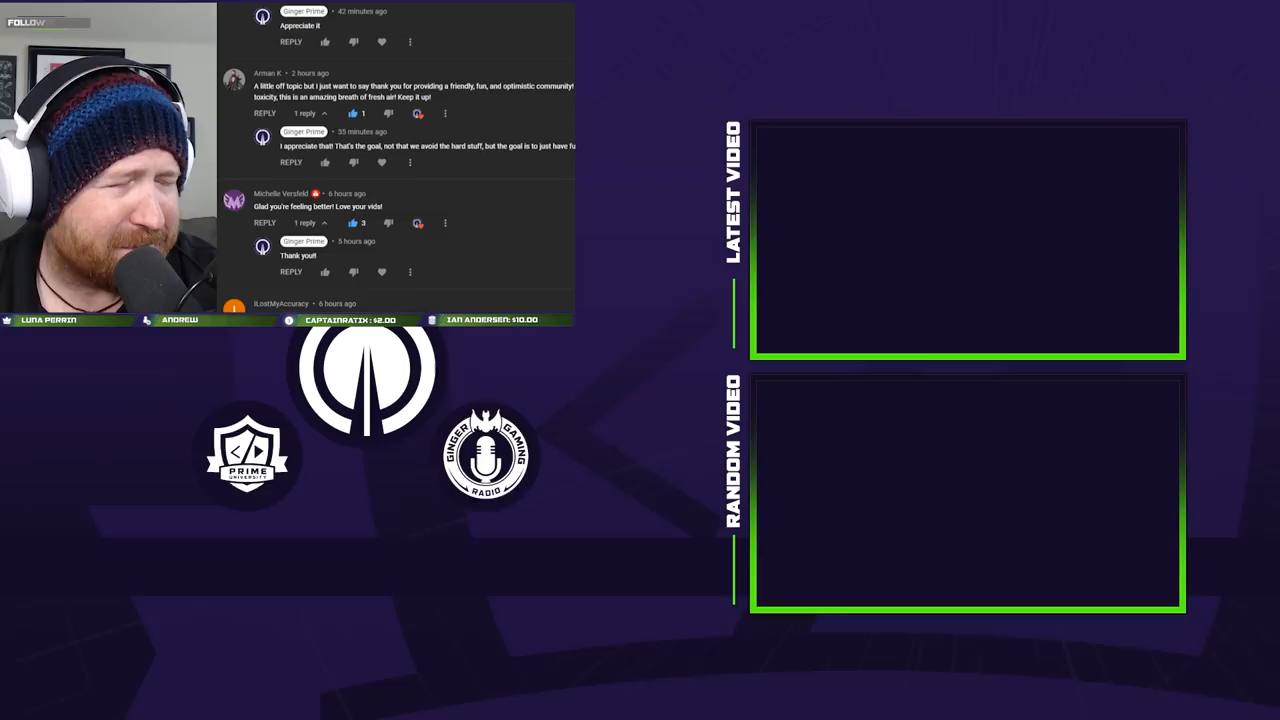 FOLLOW
Ginger Prime • 42 minutes ago
Appreciate it
REPLY
Arman K • 2 hours ago
A little off topic but I just want to say thank you for providing a friendly, fun, and optimistic community!
toxicity, this is an amazing breath of fresh air! Keep it up!
REPLY 1 reply 1
Ginger Prime • 35 minutes ago
I appreciate that! That's the goal, not that we avoid the hard stuff, but the goal is to just have fu
REPLY
Michelle Versfeld • 6 hours ago
Glad you're feeling better! Love your vids!
REPLY 1 reply 3
Ginger Prime • 5 hours ago
Thank you!!
REPLY
I
iLostMyAccuracy • 6 hours ago
LUNA PERRIN
ANDREW
CAPTAINRATIX: $2.00
IAN ANDERSEN: $10.00
PRIME
UNIVERSITY
GINGER GAMING
RADIO
LATEST VIDEO
RANDOM VIDEO